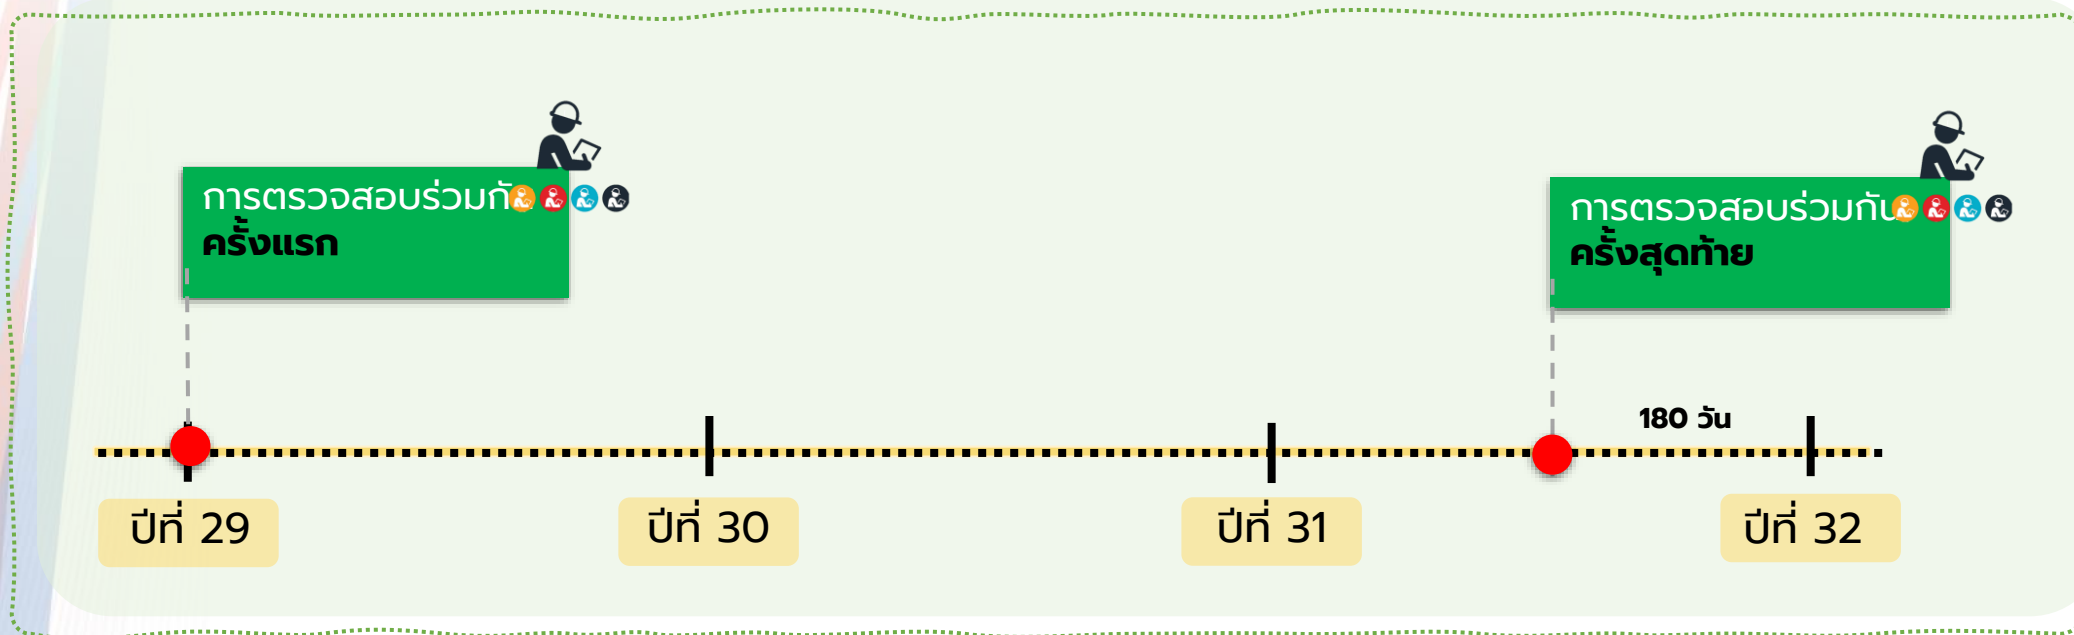 การตรวจสอบร่วมกัน
ครั้งแรก
การตรวจสอบร่วมกัน
ครั้งสุดท้าย
180 วัน
ปีที่ 29
ปีที่ 30
ปีที่ 31
ปีที่ 32